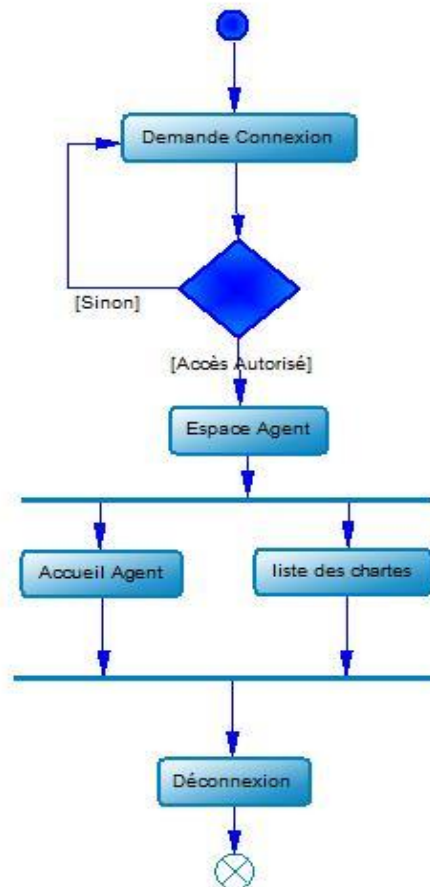 Demande Connexion
[Sinon]
[Accès Autorisé]
Espace Agent
Accueil Agent
liste des chartes
Déconnexion